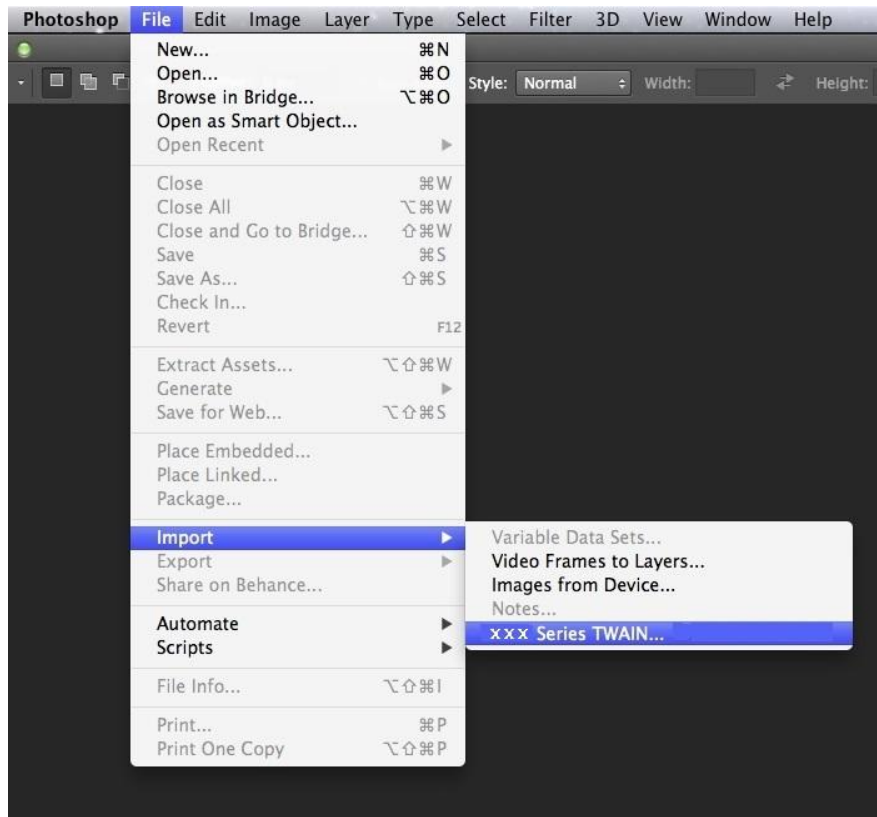 Photoshop File Edit Image Layer Type Select Filter 3D View Window Help
Style: Normal Width: Height:
New... ⌘N
Open... ⌘O
Browse in Bridge... ⌥⌘O
Open as Smart Object...
Open Recent
Close ⌘W
Close All ⌥⌘W
Close and Go to Bridge... ⇧⌘W
Save ⌘S
Save As... ⇧⌘S
Check In...
Revert F12
Extract Assets... ⌥⇧⌘W
Generate
Save for Web... ⌥⇧⌘S
Place Embedded...
Place Linked...
Package...
Import
Export
Share on Behance...
Automate
Scripts
File Info... ⌥⇧⌘I
Print... ⌘P
Print One Copy ⌥⇧⌘P
Variable Data Sets...
Video Frames to Layers...
Images from Device...
Notes...
xxx Series TWAIN...